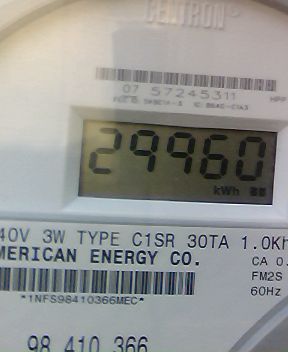 CENTRON
07 57245311
HPP
29960
kWh
40V 3W TYPE C1SR 30TA 1.0Kh
MERICAN ENERGY CO.
CA 0.
FM2S
60Hz
*1NFS98410366MEC*
98 410 366